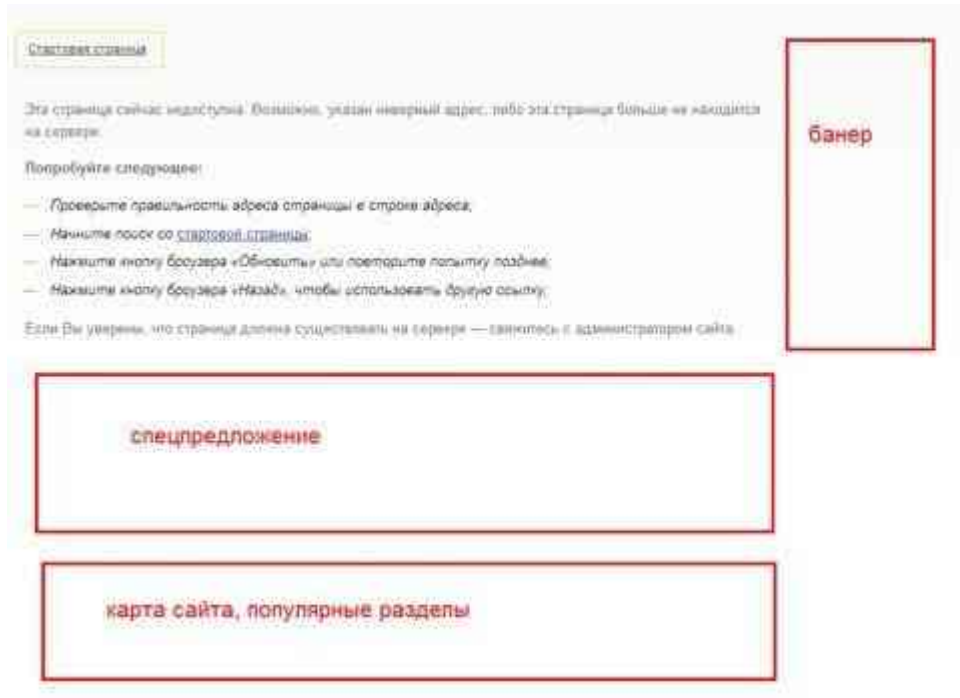 Стартовая страница
Эта страница сейчас недоступна. Возможно, указан неверный адрес, либо эта страница больше не находится
на сервере.
банер
Попробуйте следующее:
— Проверьте правильность адреса страницы в строке адреса;
— Начните поиск со стартовой страницы;
— Нажмите кнопку броузера «Обновить» или повторите попытку позднее;
— Нажмите кнопку броузера «Назад», чтобы использовать другую ссылку;
Если Вы уверены, что страница должна существовать на сервере — свяжитесь с администратором сайта
спецпредложение
карта сайта, популярные разделы